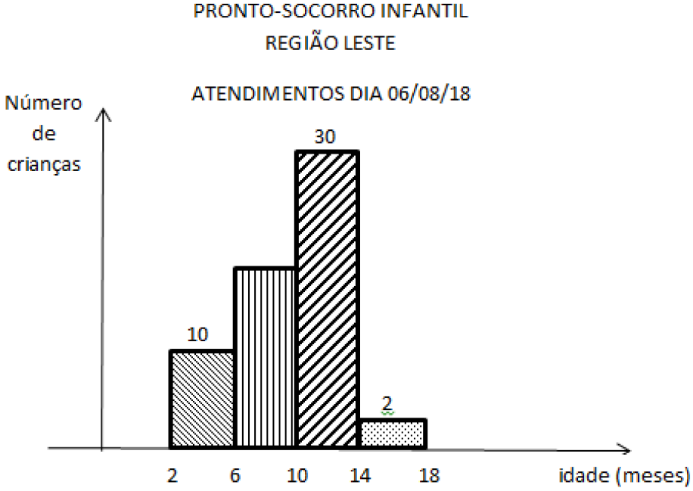 PRONTO-SOCORRO INFANTIL
REGIÃO LESTE
ATENDIMENTOS DIA 06/08/18
Número
de
crianças
30
10
2
2 6 10 14 18 idade (meses)